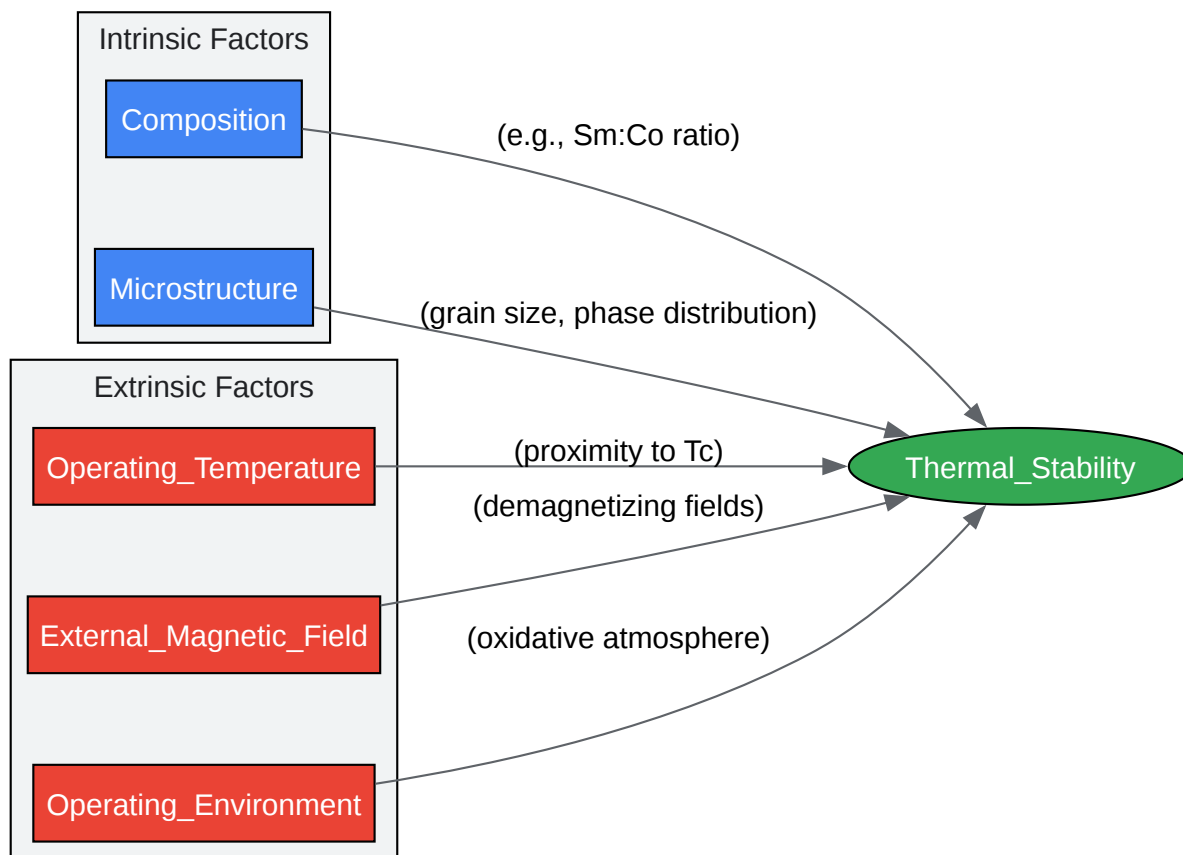 Intrinsic Factors
Composition
(e.g., Sm:Co ratio)
Microstructure
(grain size, phase distribution)
Extrinsic Factors
Operating_Temperature
(proximity to Tc)
Thermal_Stability
(demagnetizing fields)
External_Magnetic_Field
(oxidative atmosphere)
Operating_Environment